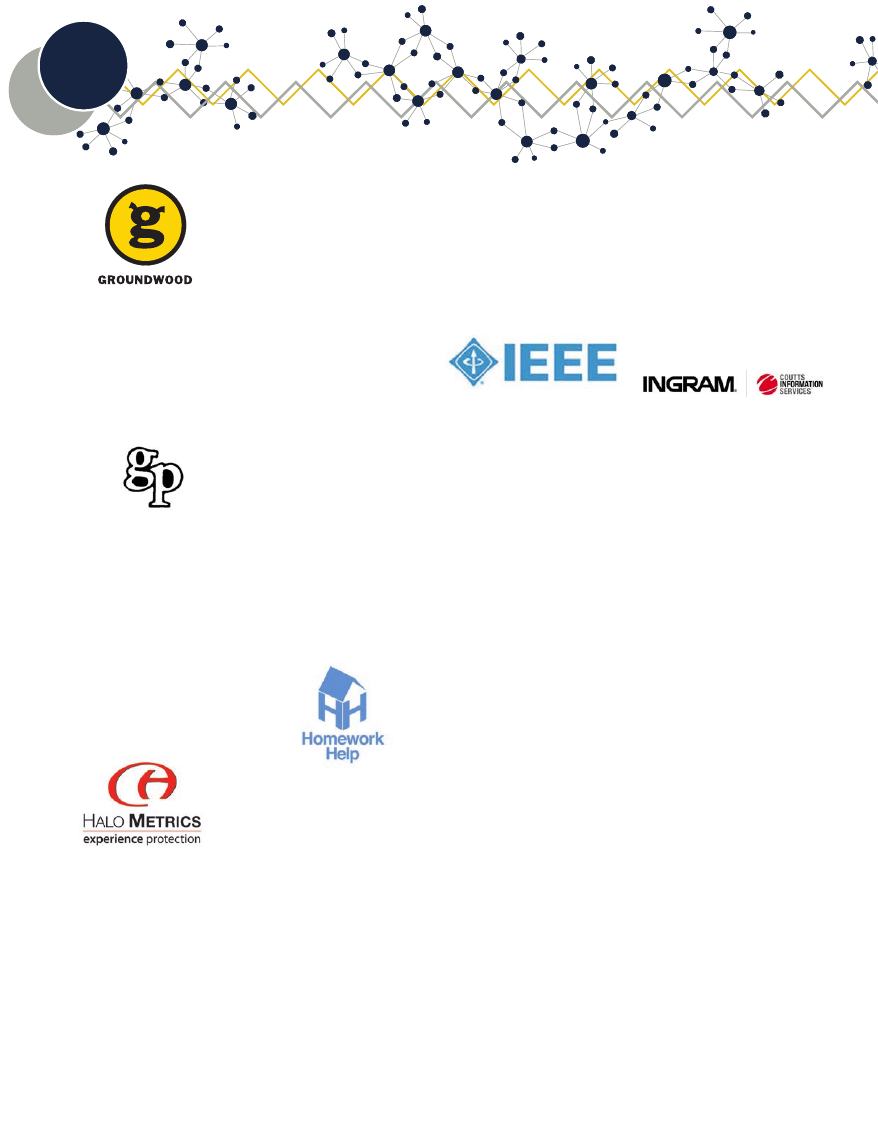 g
GROUNDWOOD
IEEE
INGRAM
COUTTS
INFORMATION
SERVICES
gp
HH
Homework
Help
HALO METRICS
experience protection